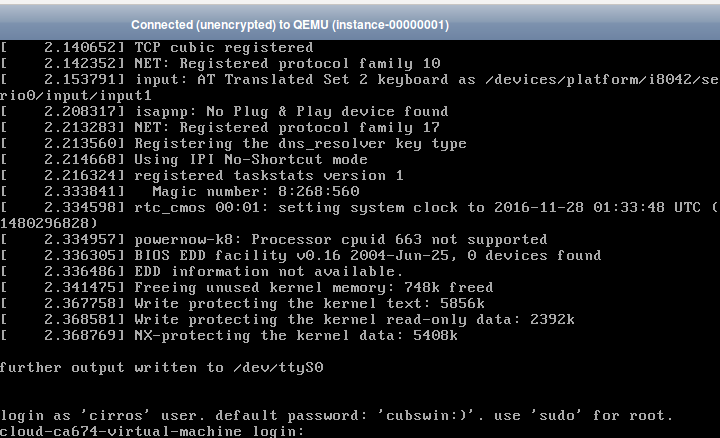 Connected (unencrypted) to QEMU (instance-00000001)
[    2.140652] TCP cubic registered
[    2.142352] NET: Registered protocol family 10
[    2.153791] input: AT Translated Set 2 keyboard as /devices/platform/i8042/se
rio0/input/input1
[    2.208317] isapnp: No Plug & Play device found
[    2.213283] NET: Registered protocol family 17
[    2.213560] Registering the dns_resolver key type
[    2.214668] Using IPI No-Shortcut mode
[    2.216324] registered taskstats version 1
[    2.333841]   Magic number: 8:268:560
[    2.334598] rtc_cmos 00:01: setting system clock to 2016-11-28 01:33:48 UTC (
1480296828)
[    2.334957] powernow-k8: Processor cpuid 663 not supported
[    2.336305] BIOS EDD facility v0.16 2004-Jun-25, 0 devices found
[    2.336486] EDD information not available.
[    2.341475] Freeing unused kernel memory: 748k freed
[    2.367758] Write protecting the kernel text: 5856k
[    2.368581] Write protecting the kernel read-only data: 2392k
[    2.368769] NX-protecting the kernel data: 5408k
further output written to /dev/ttyS0
login as 'cirros' user. default password: 'cubswin:)'. use 'sudo' for root.
cloud-ca674-virtual-machine login: